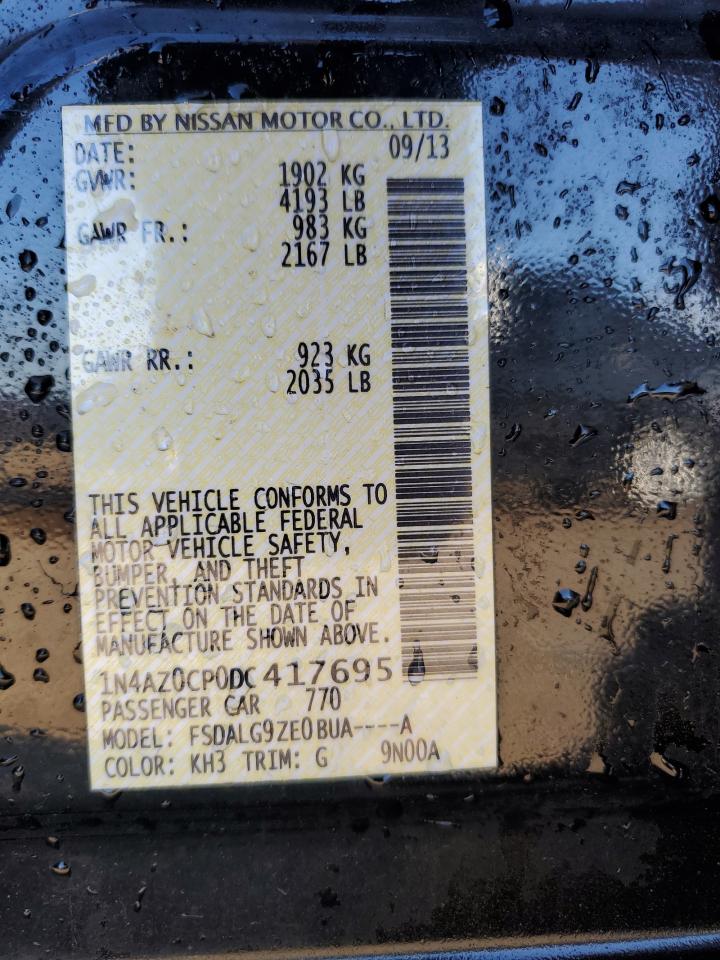 MFD BY NISSAN MOTOR CO., LTD.
DATE: 09/13
GVWR: 1902 KG
4193 LB
GAWR FR.: 983 KG
2167 LB
GAWR RR.: 923 KG
2035 LB
THIS VEHICLE CONFORMS TO
ALL APPLICABLE FEDERAL
MOTOR VEHICLE SAFETY,
BUMPER, AND THEFT
PREVENTION STANDARDS IN
EFFECT ON THE DATE OF
MANUFACTURE SHOWN ABOVE.
1N4AZ0CP0DC417695
PASSENGER CAR 770
MODEL: FSDALG9ZE0BUA----A
COLOR: KH3 TRIM: G 9N00A